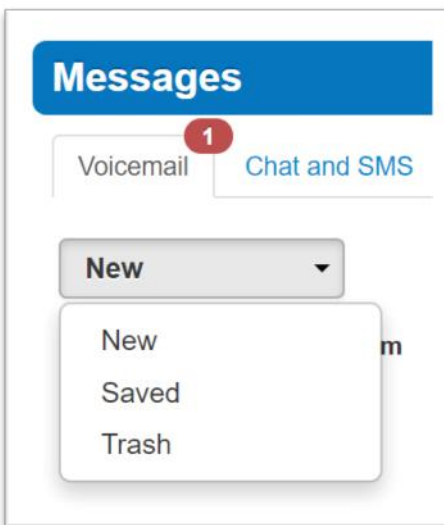 Messages
1
Voicemail Chat and SMS
New
New
m
Saved
Trash